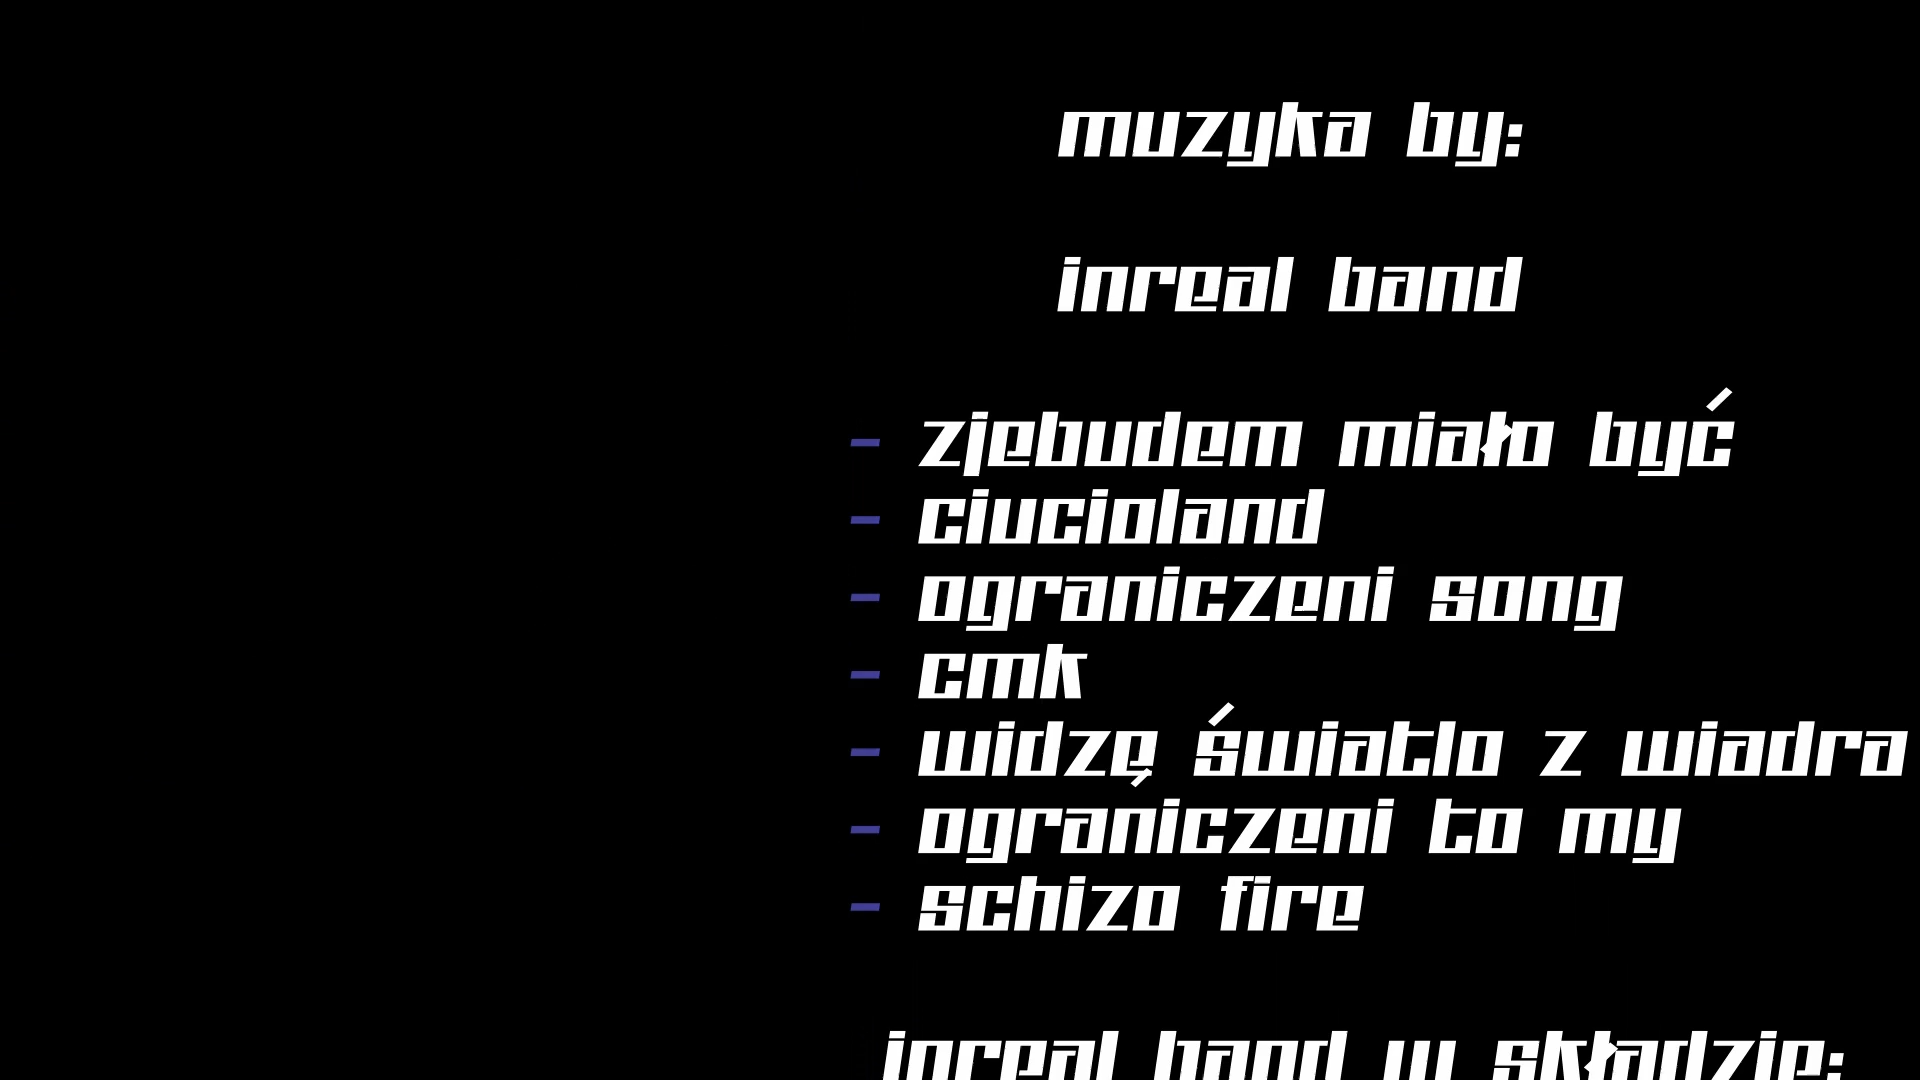 muzyka by:
inreal band
- zjebudem miało być
- ciucioland
- ograniczeni song
- cmk
- widzę światlo z wiadra
- ograńiczeni to my
- schizo fire
inreal band w składzie: